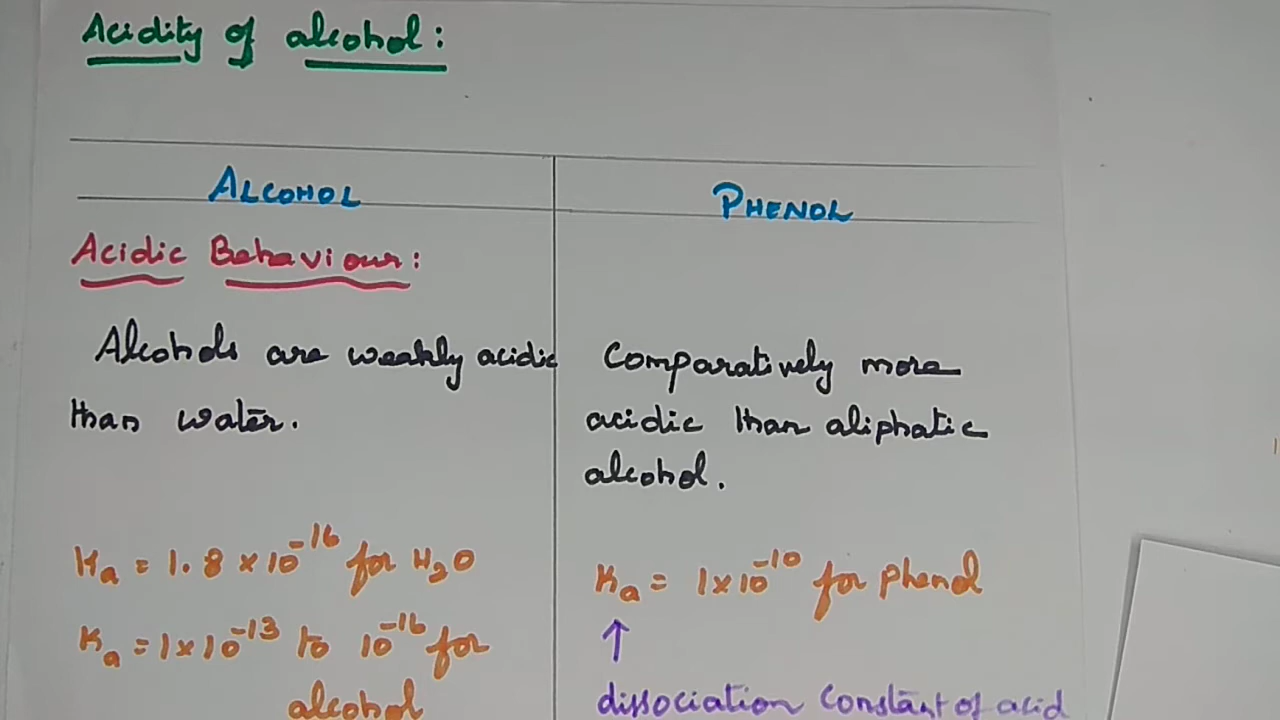 Acidity of alcohol:
ALCOHOL
Acidic Behaviour:
Alcohols are weakly acidic
than water.
Ka = 1.8 × 10⁻¹⁶ for H₂O
Ka = 1 × 10⁻¹³ to 10⁻¹⁶ for
alcohol
PHENOL
Comparatively more
acidic than aliphatic
alcohol.
Ka = 1 × 10⁻¹⁰ for phenol
↑
dissociation constant of acid